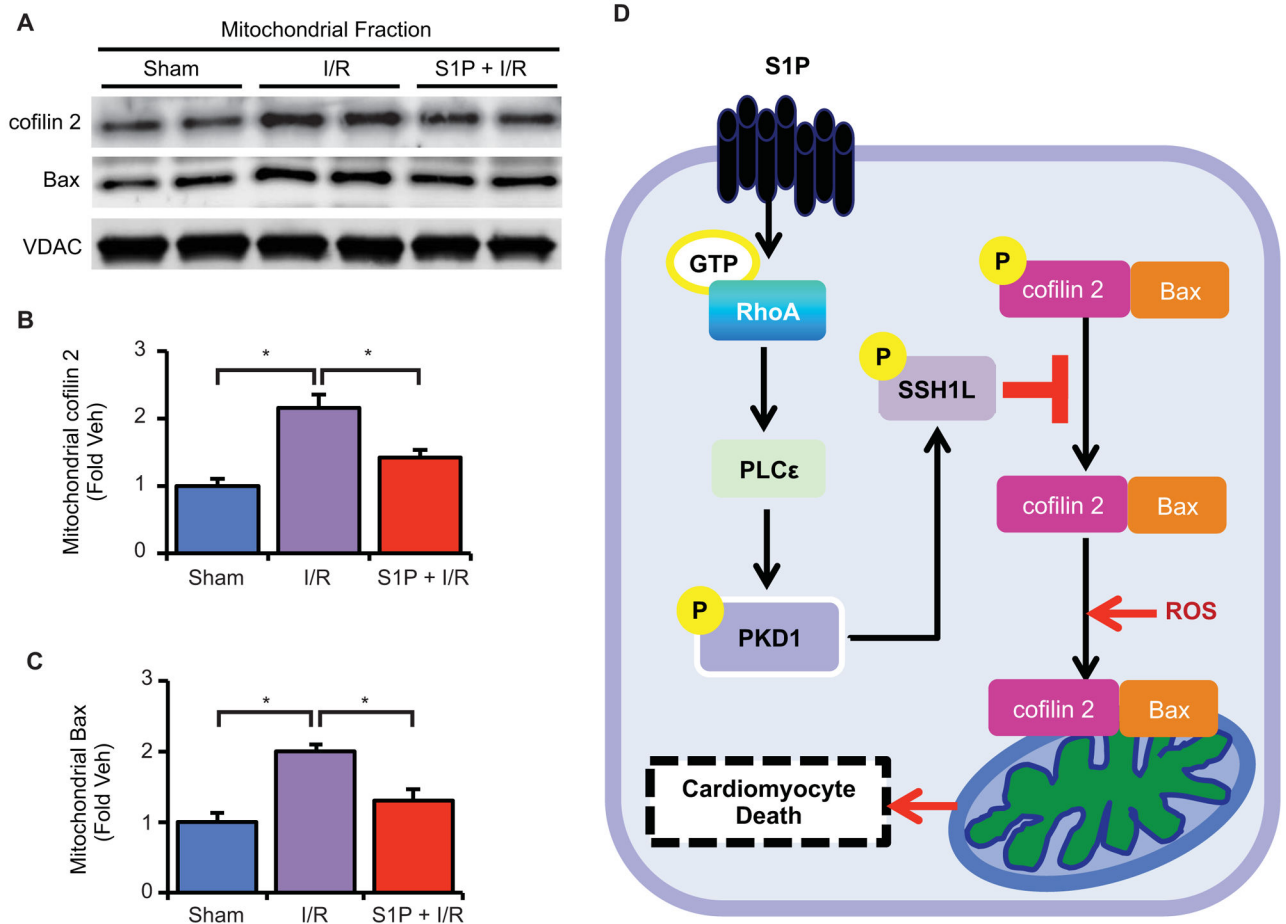 A
Mitochondrial Fraction
Sham I/R S1P + I/R
cofilin 2
Bax
VDAC
B
Mitochondrial cofilin 2
(Fold Veh)
3
2
1
0
* *
Sham I/R S1P + I/R
C
Mitochondrial Bax
(Fold Veh)
3
2
1
0
* *
Sham I/R S1P + I/R
D
S1P
GTP
RhoA
PLCε
P
PKD1
P
SSH1L
P
cofilin 2 Bax
cofilin 2 Bax
ROS
cofilin 2 Bax
Cardiomyocyte
Death